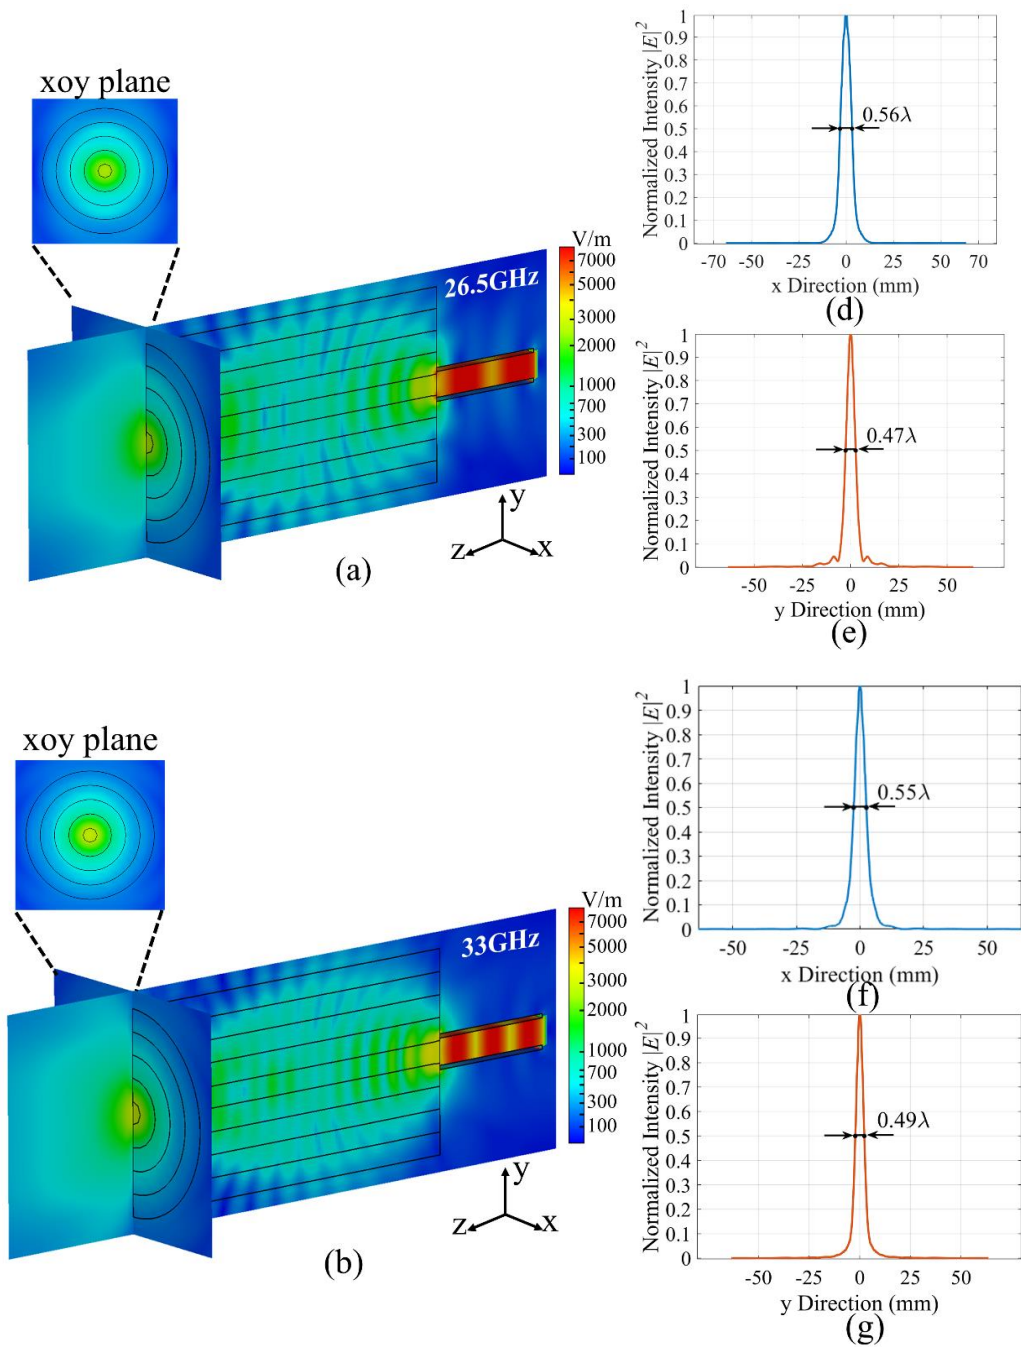 xoy plane
26.5GHz
V/m
7000
5000
3000
2000
1000
700
300
100
y
z
x
(a)
Normalized Intensity |E|²
1
0.9
0.8
0.7
0.6
0.5
0.4
0.3
0.2
0.1
0
0.56λ
-70 -50 -25 0 25 50 70
x Direction (mm)
(d)
Normalized Intensity |E|²
1
0.9
0.8
0.7
0.6
0.5
0.4
0.3
0.2
0.1
0
0.47λ
-50 -25 0 25 50
y Direction (mm)
(e)
xoy plane
33GHz
V/m
7000
5000
3000
2000
1000
700
300
100
y
z
x
(b)
Normalized Intensity |E|²
1
0.9
0.8
0.7
0.6
0.5
0.4
0.3
0.2
0.1
0
0.55λ
-50 -25 0 25 50
x Direction (mm)
(f)
Normalized Intensity |E|²
1
0.9
0.8
0.7
0.6
0.5
0.4
0.3
0.2
0.1
0
0.49λ
-50 -25 0 25 50
y Direction (mm)
(g)